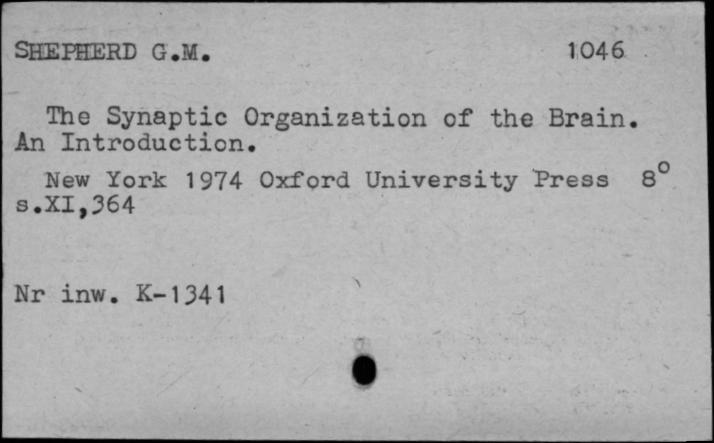 SHEPHERD G.M. 1046
The Synaptic Organization of the Brain.
An Introduction.
New York 1974 Oxford University Press 8°
s.XI,364
Nr inw. K-1341